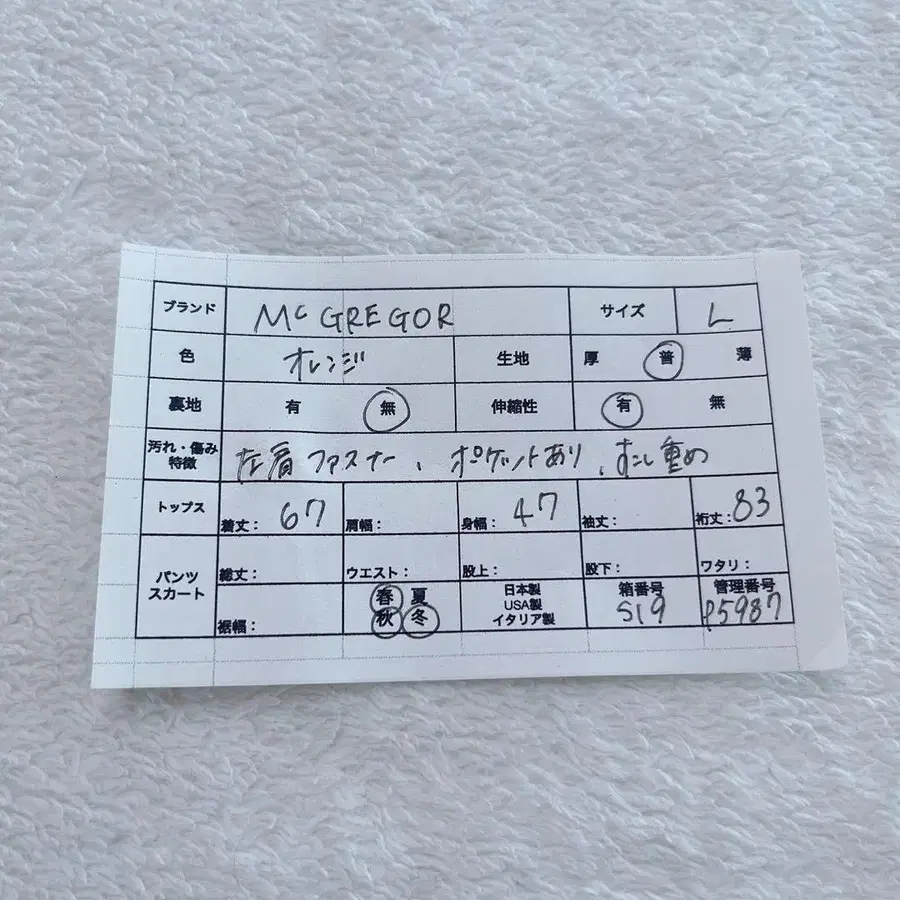 ブランド McGREGOR サイズ L
色 オレンジ 生地 厚 普 薄
裏地 有 無 伸縮性 有 無
汚れ・傷み
特徴 左肩ファスナー、ポケットあり、すこし重め
トップス 着丈： 67 肩幅： 身幅： 47 袖丈： 裄丈： 83
パンツ
スカート
総丈： ウエスト： 股上： 股下： ワタリ：
裾幅：
春 夏
秋 冬
日本製
USA製
イタリア製
箱番号
S19
管理番号
P5987